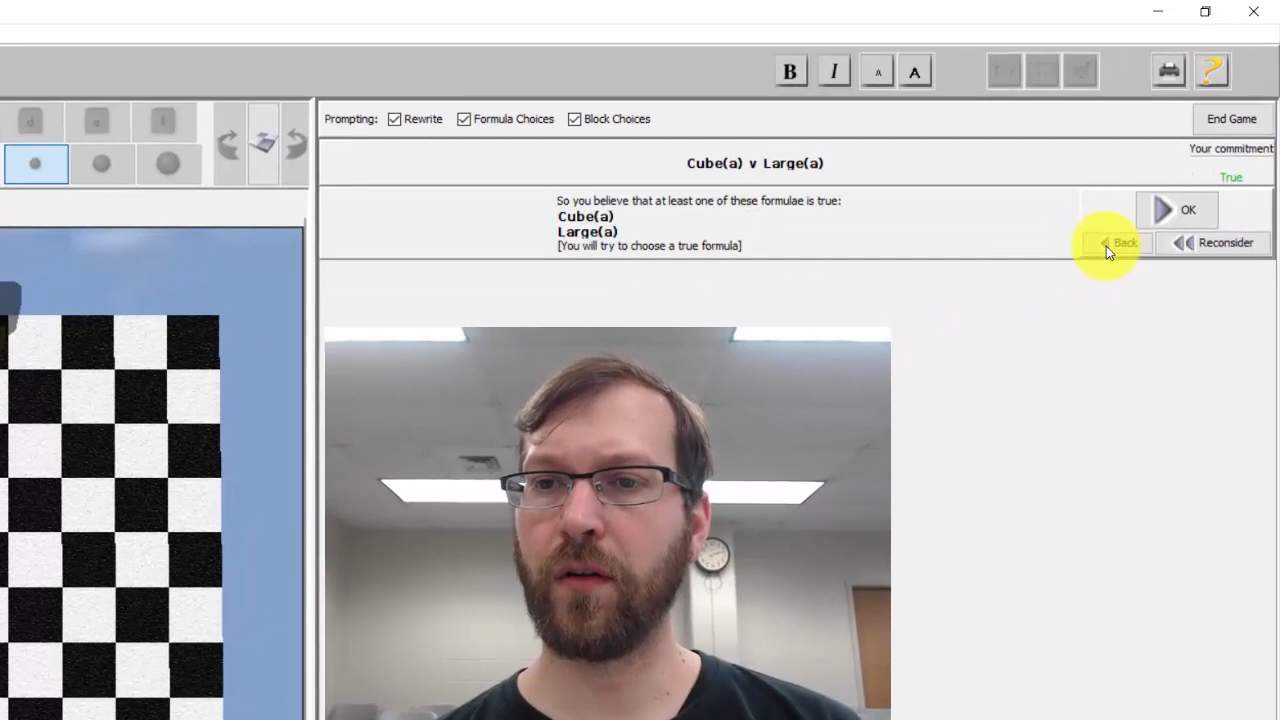 B I A A
d e l
Prompting: Rewrite Formula Choices Block Choices End Game
Cube(a) v Large(a)
Your commitment
True
So you believe that at least one of these formulae is true:
Cube(a)
Large(a)
[You will try to choose a true formula]
OK
Back Reconsider